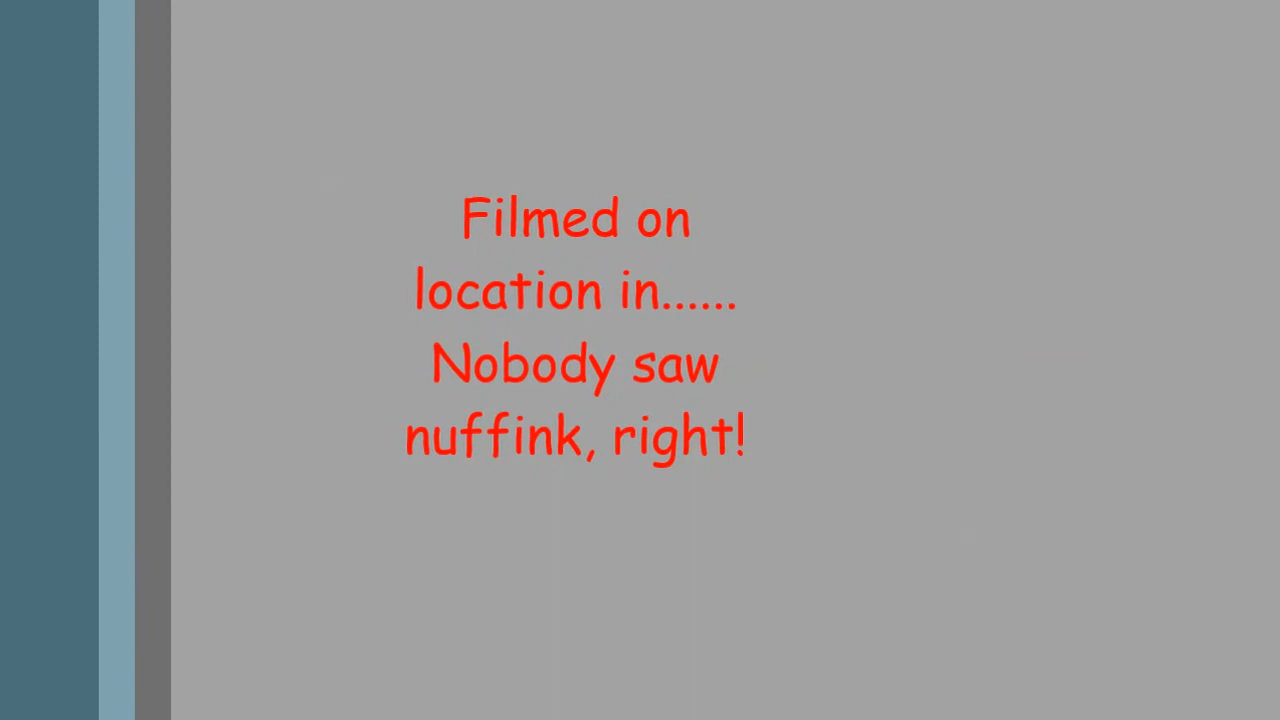 Filmed on
location in......
Nobody saw
nuffink, right!